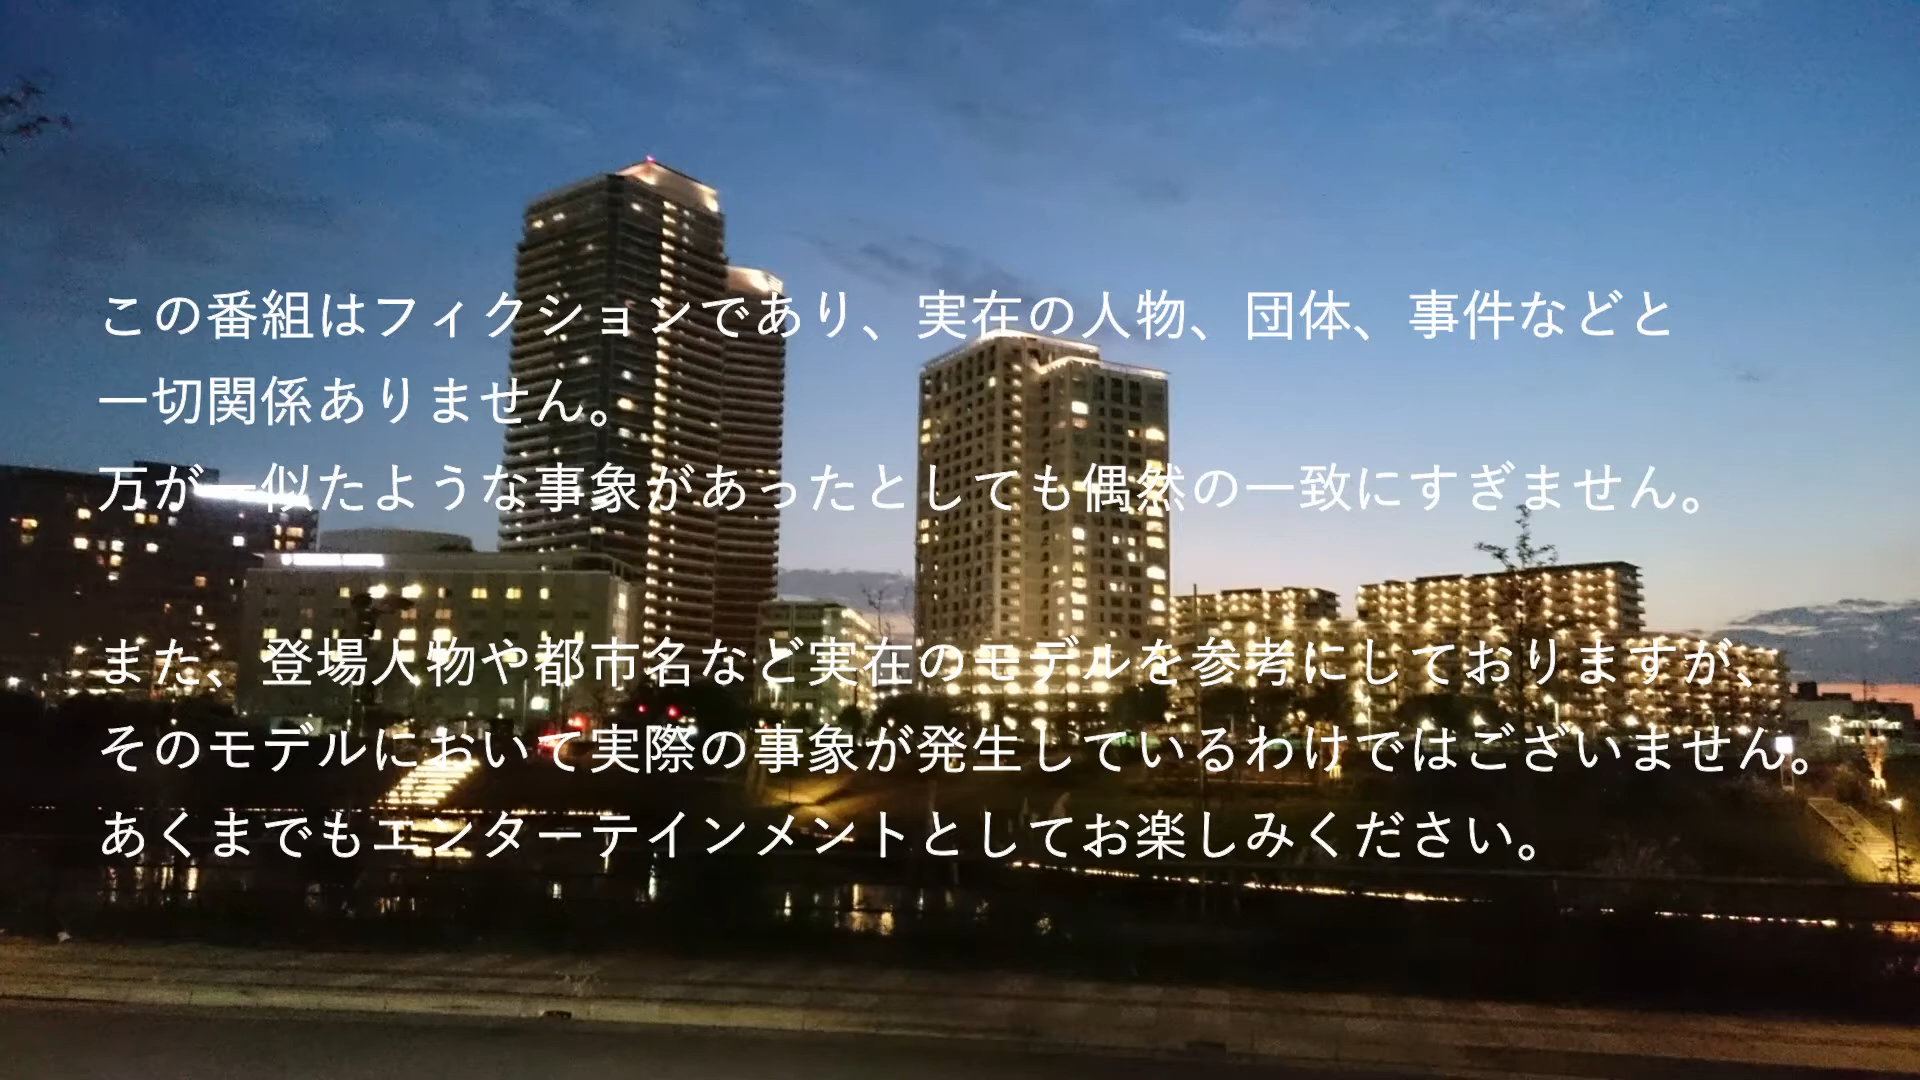 この番組はフィクションであり、実在の人物、団体、事件などと
一切関係ありません。
万が一似たような事象があったとしても偶然の一致にすぎません。
また、登場人物や都市名など実在のモデルを参考にしておりますが、
そのモデルにおいて実際の事象が発生しているわけではございません。
あくまでもエンターテインメントとしてお楽しみください。